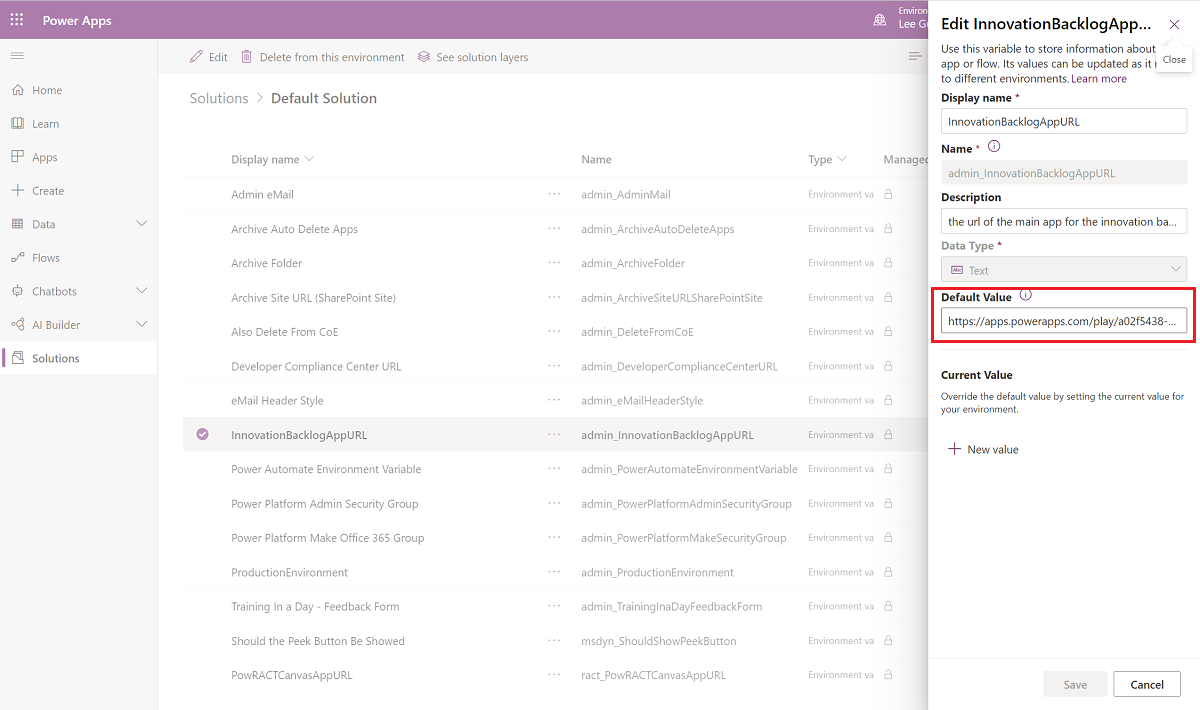 Power Apps
Environ
Lee Gu
Edit
Delete from this environment
See solution layers
Home
Learn
Apps
Create
Data
Flows
Chatbots
AI Builder
Solutions
Solutions > Default Solution
Display name Name Type Managed
Admin eMail ··· admin_AdminMail Environment va
Archive Auto Delete Apps ··· admin_ArchiveAutoDeleteApps Environment va
Archive Folder ··· admin_ArchiveFolder Environment va
Archive Site URL (SharePoint Site) ··· admin_ArchiveSiteURLSharePointSite Environment va
Also Delete From CoE ··· admin_DeleteFromCoE Environment va
Developer Compliance Center URL ··· admin_DeveloperComplianceCenterURL Environment va
eMail Header Style ··· admin_eMailHeaderStyle Environment va
InnovationBacklogAppURL ··· admin_InnovationBacklogAppURL Environment va
Power Automate Environment Variable ··· admin_PowerAutomateEnvironmentVariable Environment va
Power Platform Admin Security Group ··· admin_PowerPlatformAdminSecurityGroup Environment va
Power Platform Make Office 365 Group ··· admin_PowerPlatformMakeSecurityGroup Environment va
ProductionEnvironment ··· admin_ProductionEnvironment Environment va
Training In a Day - Feedback Form ··· admin_TrainingInaDayFeedbackForm Environment va
Should the Peek Button Be Showed ··· msdyn_ShouldShowPeekButton Environment va
PowRACTCanvasAppURL ··· ract_PowRACTCanvasAppURL Environment va
Edit InnovationBacklogApp...
Close
Use this variable to store information about
app or flow. Its values can be updated as it
to different environments. Learn more
Display name *
InnovationBacklogAppURL
Name *
admin_InnovationBacklogAppURL
Description
the url of the main app for the innovation ba...
Data Type *
Abc Text
Default Value
https://apps.powerapps.com/play/a02f5438-...
Current Value
Override the default value by setting the current value for
your environment.
New value
Save
Cancel